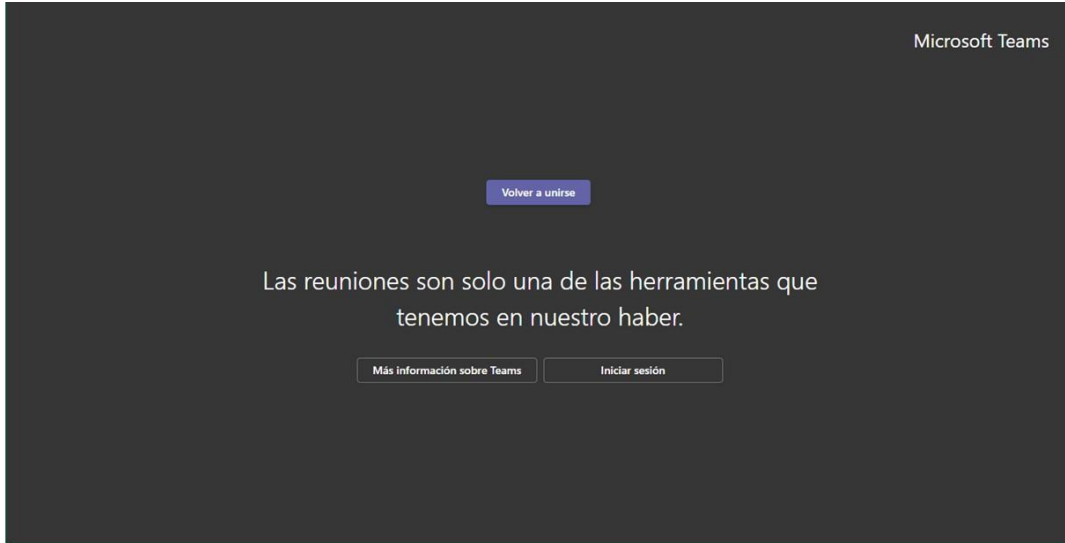 Microsoft Teams
Volver a unirse
Las reuniones son solo una de las herramientas que
tenemos en nuestro haber.
Más información sobre Teams
Iniciar sesión